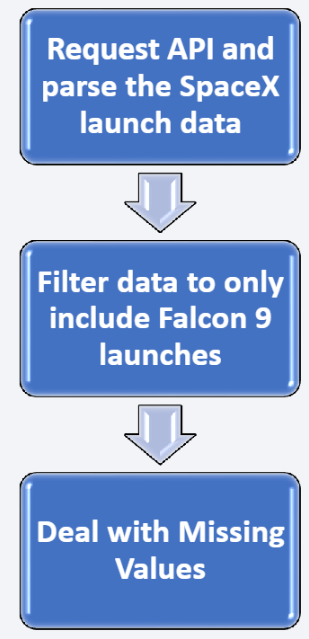 Request API and
parse the SpaceX
launch data
Filter data to only
include Falcon 9
launches
Deal with Missing
Values